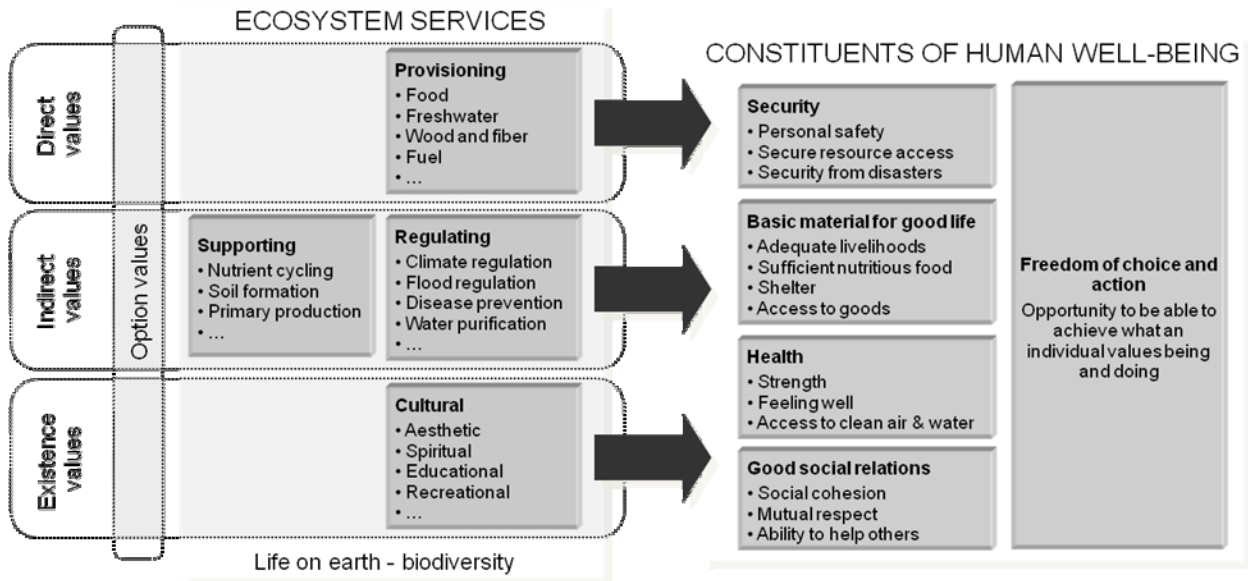 ECOSYSTEM SERVICES
Direct
values
Indirect
values
Existence
values
Option values
Provisioning
• Food
• Freshwater
• Wood and fiber
• Fuel
• ...
Supporting
• Nutrient cycling
• Soil formation
• Primary production
• ...
Regulating
• Climate regulation
• Flood regulation
• Disease prevention
• Water purification
• ...
Cultural
• Aesthetic
• Spiritual
• Educational
• Recreational
• ...
Life on earth - biodiversity
CONSTITUENTS OF HUMAN WELL-BEING
Security
• Personal safety
• Secure resource access
• Security from disasters
Basic material for good life
• Adequate livelihoods
• Sufficient nutritious food
• Shelter
• Access to goods
Health
• Strength
• Feeling well
• Access to clean air & water
Good social relations
• Social cohesion
• Mutual respect
• Ability to help others
Freedom of choice and
action
Opportunity to be able to
achieve what an
individual values being
and doing